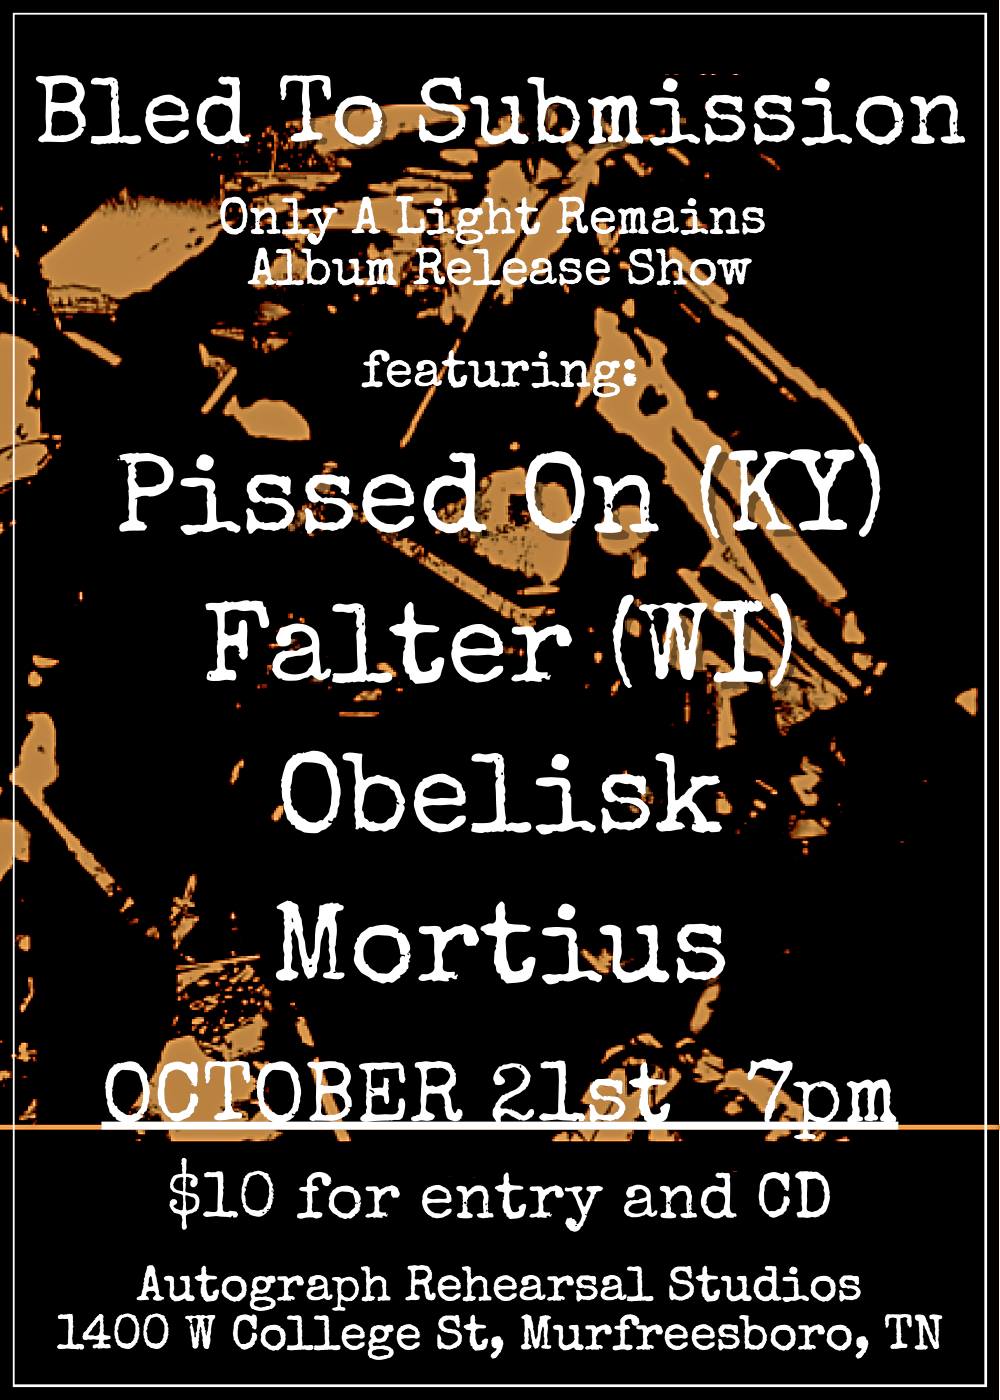 Bled To Submission
Only A Light Remains
Album Release Show
featuring:
Pissed On (KY)
Falter (WI)
Obelisk
Mortius
OCTOBER 21st 7pm
$10 for entry and CD
Autograph Rehearsal Studios
1400 W College St, Murfreesboro, TN